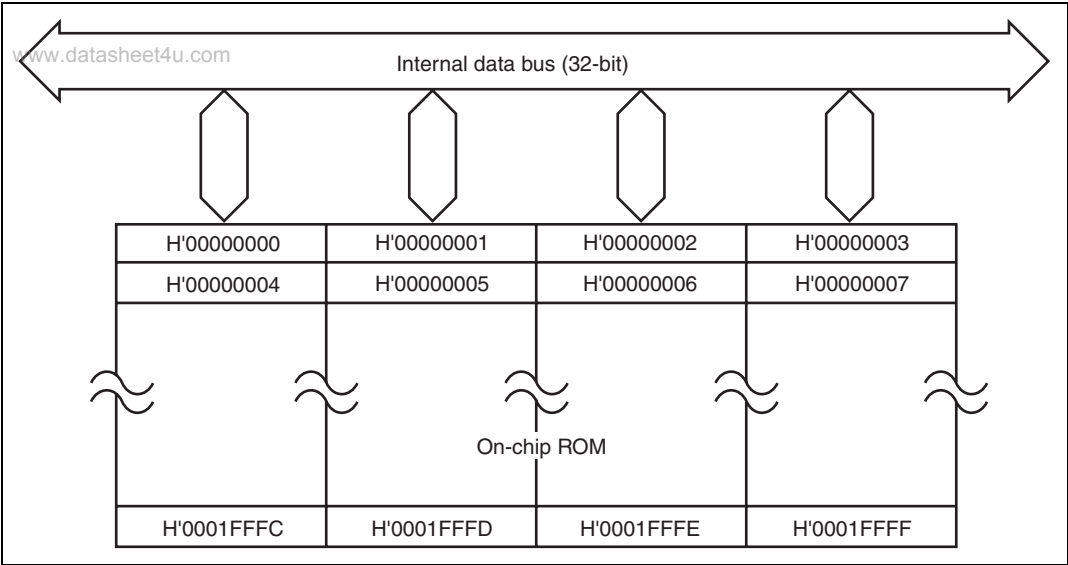 www.datasheet4u.com
Internal data bus (32-bit)
H'00000000 H'00000001 H'00000002 H'00000003
H'00000004 H'00000005 H'00000006 H'00000007
On-chip ROM
H'0001FFFC H'0001FFFD H'0001FFFE H'0001FFFF